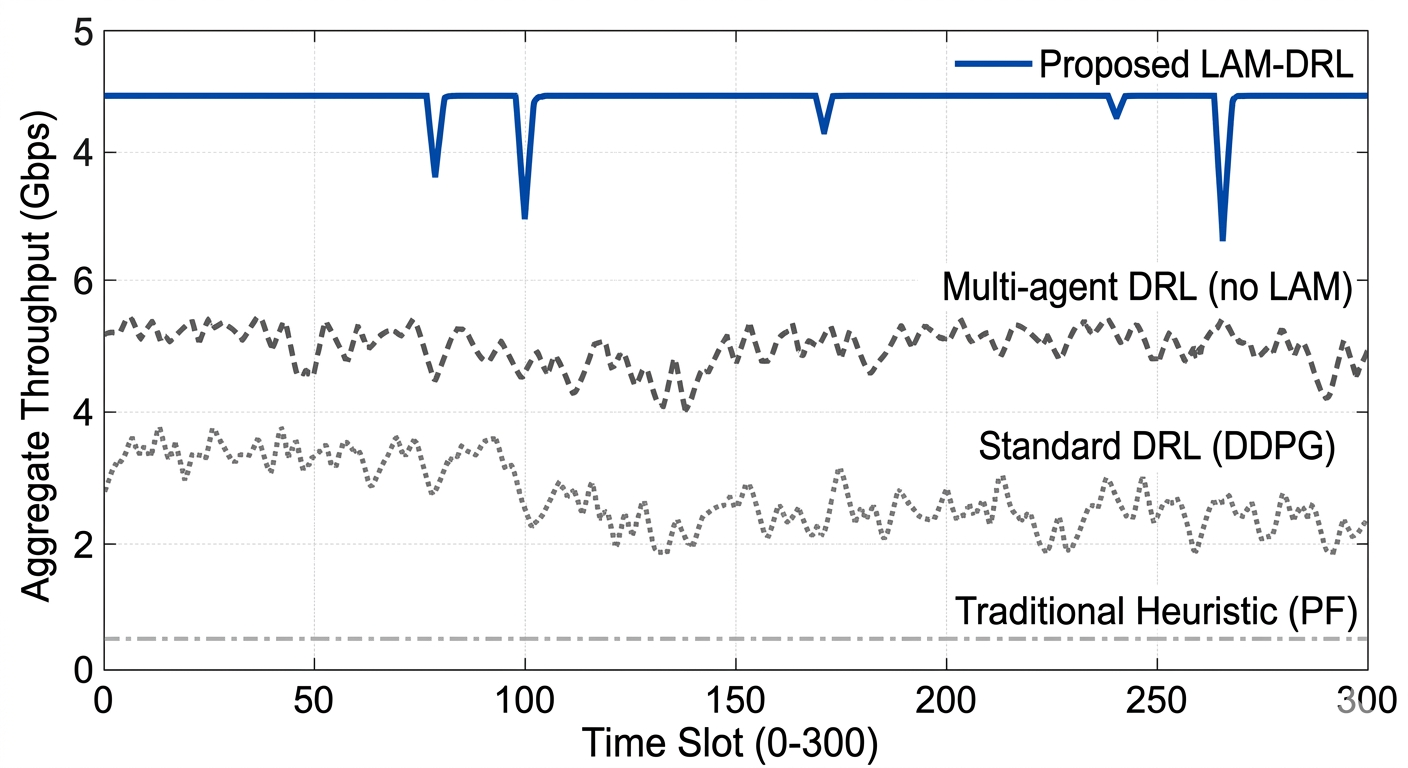 Aggregate Throughput (Gbps)
5
4
6
4
2
0
Proposed LAM-DRL
Multi-agent DRL (no LAM)
Standard DRL (DDPG)
Traditional Heuristic (PF)
0 50 100 150 200 250 300
Time Slot (0-300)